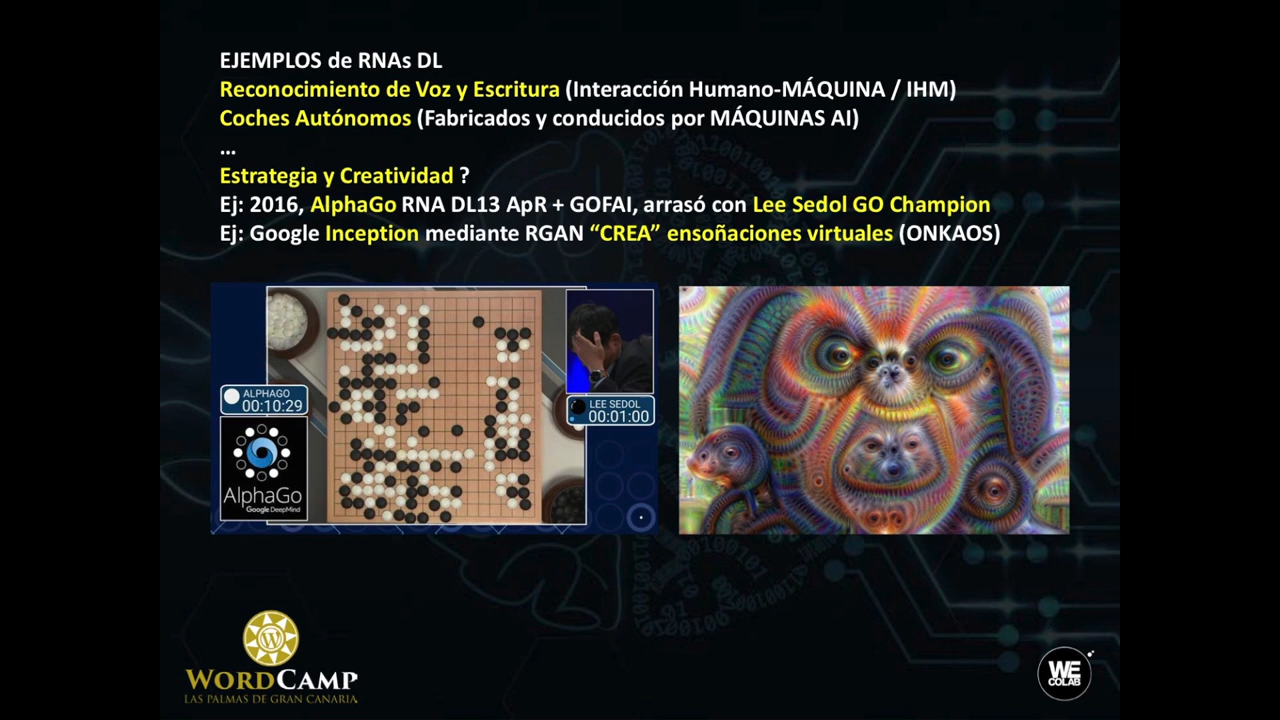 EJEMPLOS de RNAs DL
Reconocimiento de Voz y Escritura (Interacción Humano-MÁQUINA / IHM)
Coches Autónomos (Fabricados y conducidos por MÁQUINAS AI)
...
Estrategia y Creatividad ?
Ej: 2016, AlphaGo RNA DL13 ApR + GOFAI, arrasó con Lee Sedol GO Champion
Ej: Google Inception mediante RGAN “CREA” ensoñaciones virtuales (ONKAOS)
ALPHAGO
00:10:29
LEE SEDOL
00:01:00
AlphaGo
Google DeepMind
WORDCAMP
LAS PALMAS DE GRAN CANARIA
WE
COLAB